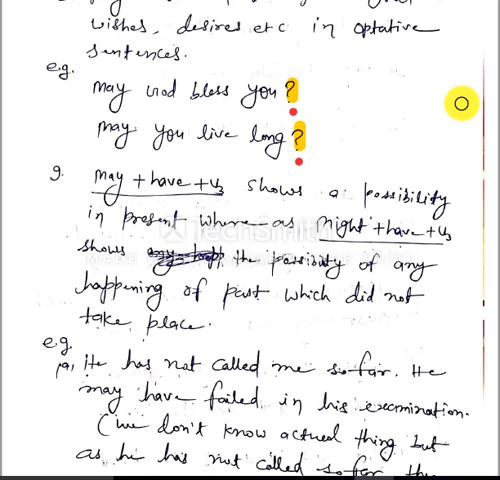 wishes, desires etc in optative
sentences.
e.g.
May God bless you?
May you live long?
9. may + have + v3 shows a possibility
in present where as might + have + v3
shows the possibility of any
happening of past which did not
take place.
e.g.
(a) He has not called me so far. He
may have failed in his examination.
(we don't know actual thing but
as he has not called so far the